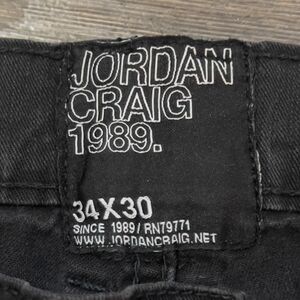 JORDAN
CRAIG
1989.
34X30
SINCE 1989/RN79771
WWW.JORDANCRAIG.NET